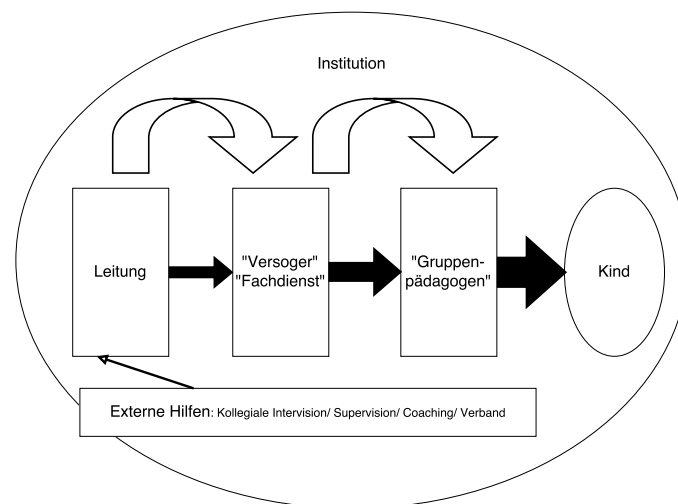 Institution
Leitung
"Versoger"
"Fachdienst"
"Gruppen-
pädagogen"
Kind
Externe Hilfen: Kollegiale Intervision/ Supervision/ Coaching/ Verband